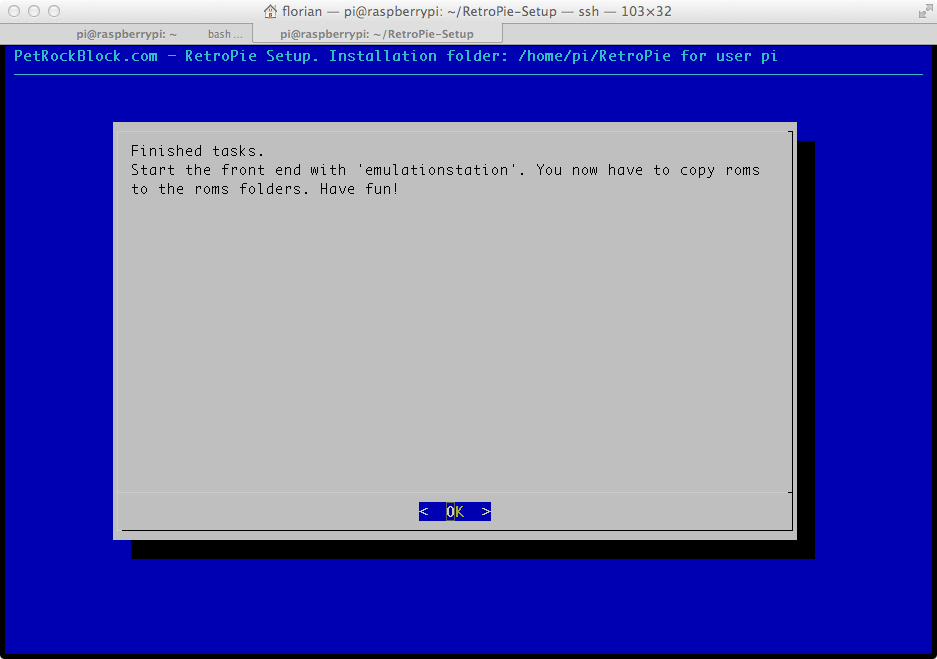 florian — pi@raspberrypi: ~/RetroPie-Setup — ssh — 103×32
pi@raspberrypi: ~ bash ... pi@raspberrypi: ~/RetroPie-Setup
PetRockBlock.com - RetroPie Setup. Installation folder: /home/pi/RetroPie for user pi
Finished tasks.
Start the front end with 'emulationstation'. You now have to copy roms
to the roms folders. Have fun!
< OK >